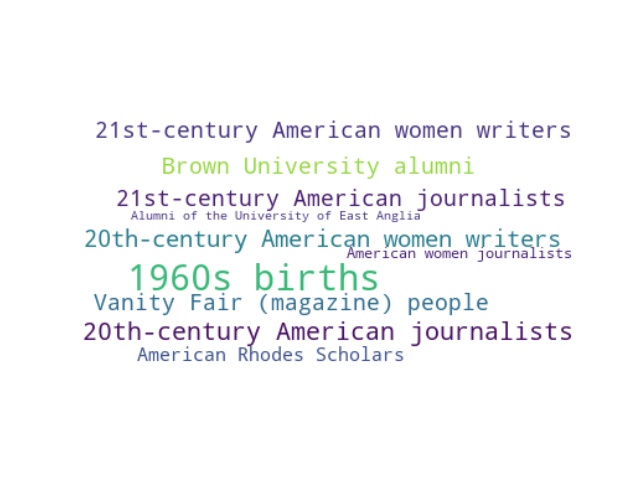 21st-century American women writers
Brown University alumni
21st-century American journalists
Alumni of the University of East Anglia
20th-century American women writers
American women journalists
1960s births
Vanity Fair (magazine) people
20th-century American journalists
American Rhodes Scholars